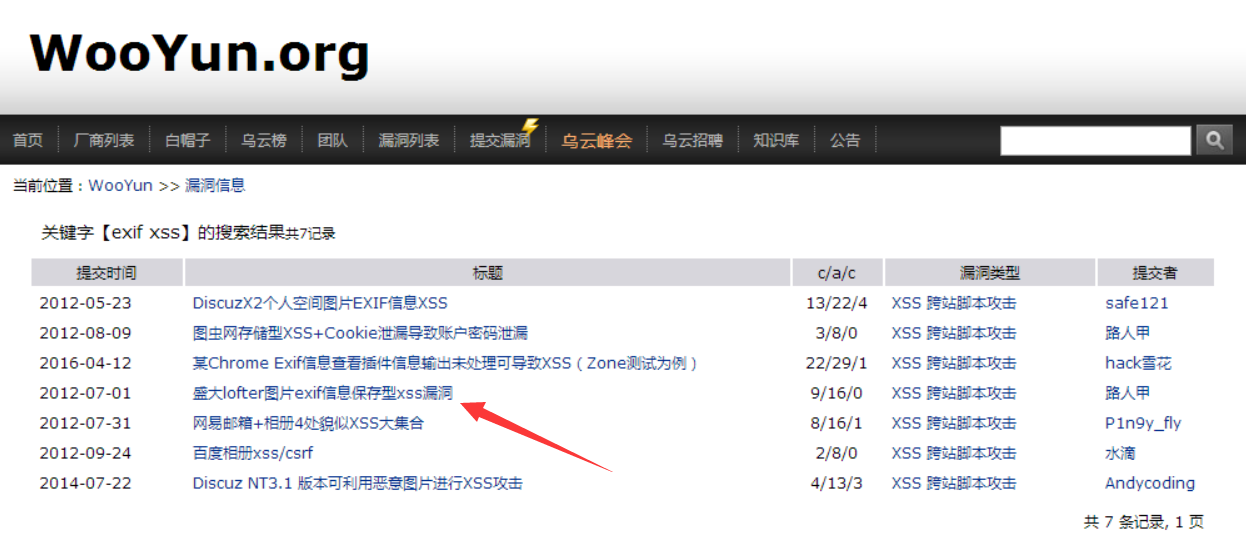 WooYun.org
首页 厂商列表 白帽子 乌云榜 团队 漏洞列表 提交漏洞 乌云峰会 乌云招聘 知识库 公告
当前位置：WooYun >> 漏洞信息
关键字【exif xss】的搜索结果共7记录
提交时间 标题 c/a/c 漏洞类型 提交者
2012-05-23 DiscuzX2个人空间图片EXIF信息XSS 13/22/4 XSS 跨站脚本攻击 safe121
2012-08-09 图虫网存储型XSS+Cookie泄漏导致账户密码泄漏 3/8/0 XSS 跨站脚本攻击 路人甲
2016-04-12 某Chrome Exif信息查看插件信息输出未处理可导致XSS（Zone测试为例） 22/29/1 XSS 跨站脚本攻击 hack雪花
2012-07-01 盛大lofter图片exif信息保存型xss漏洞 9/16/0 XSS 跨站脚本攻击 路人甲
2012-07-31 网易邮箱+相册4处貌似XSS大集合 8/16/1 XSS 跨站脚本攻击 P1n9y_fly
2012-09-24 百度相册xss/csrf 2/8/0 XSS 跨站脚本攻击 水滴
2014-07-22 Discuz NT3.1 版本可利用恶意图片进行XSS攻击 4/13/3 XSS 跨站脚本攻击 Andycoding
共 7 条记录, 1 页